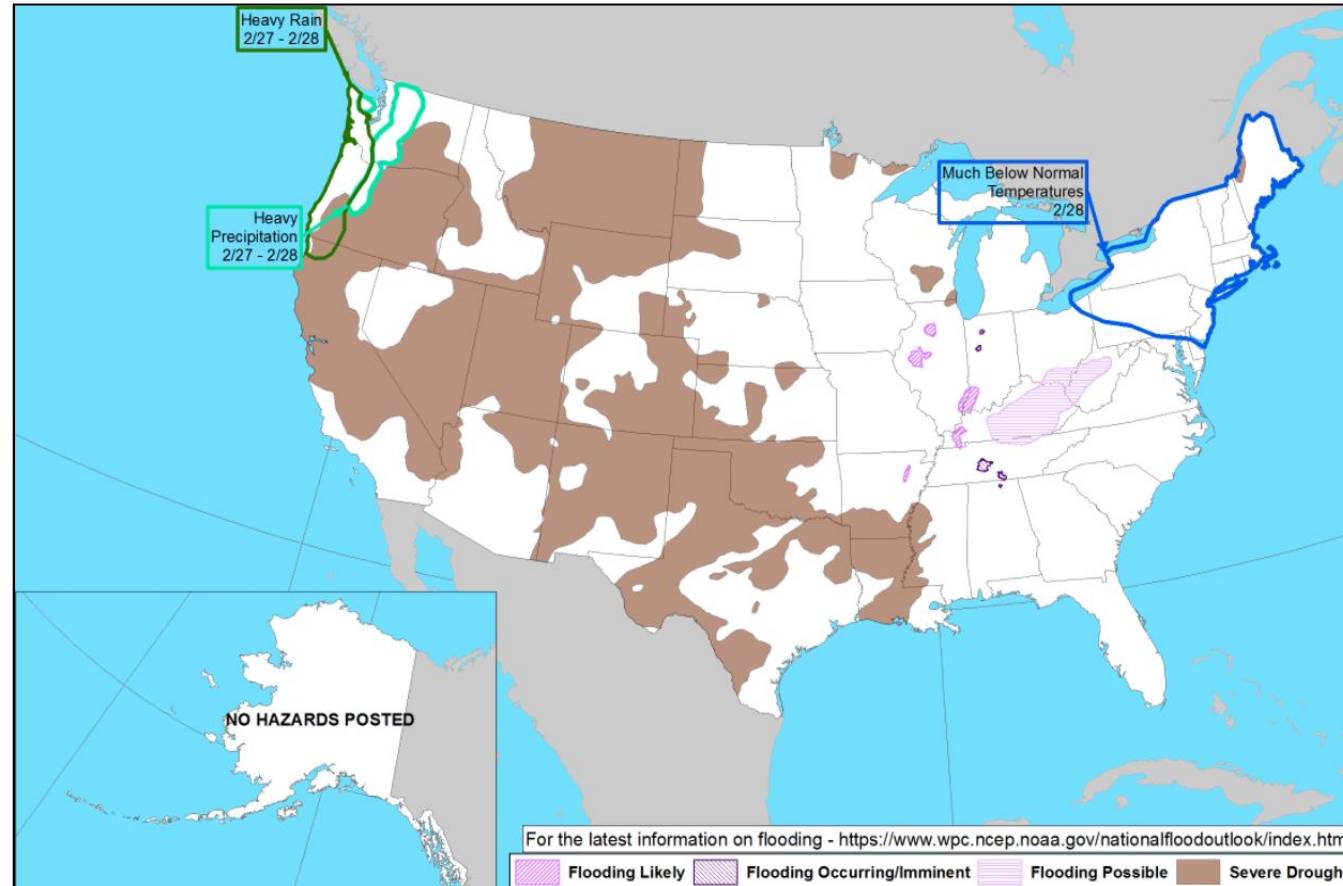 Heavy Rain
2/27 - 2/28
Much Below Normal
Temperatures
2/28
Heavy
Precipitation
2/27 - 2/28
NO HAZARDS POSTED
For the latest information on flooding - https://www.wpc.ncep.noaa.gov/nationalfloodoutlook/index.htm
Flooding Likely
Flooding Occurring/Imminent
Flooding Possible
Severe Drough